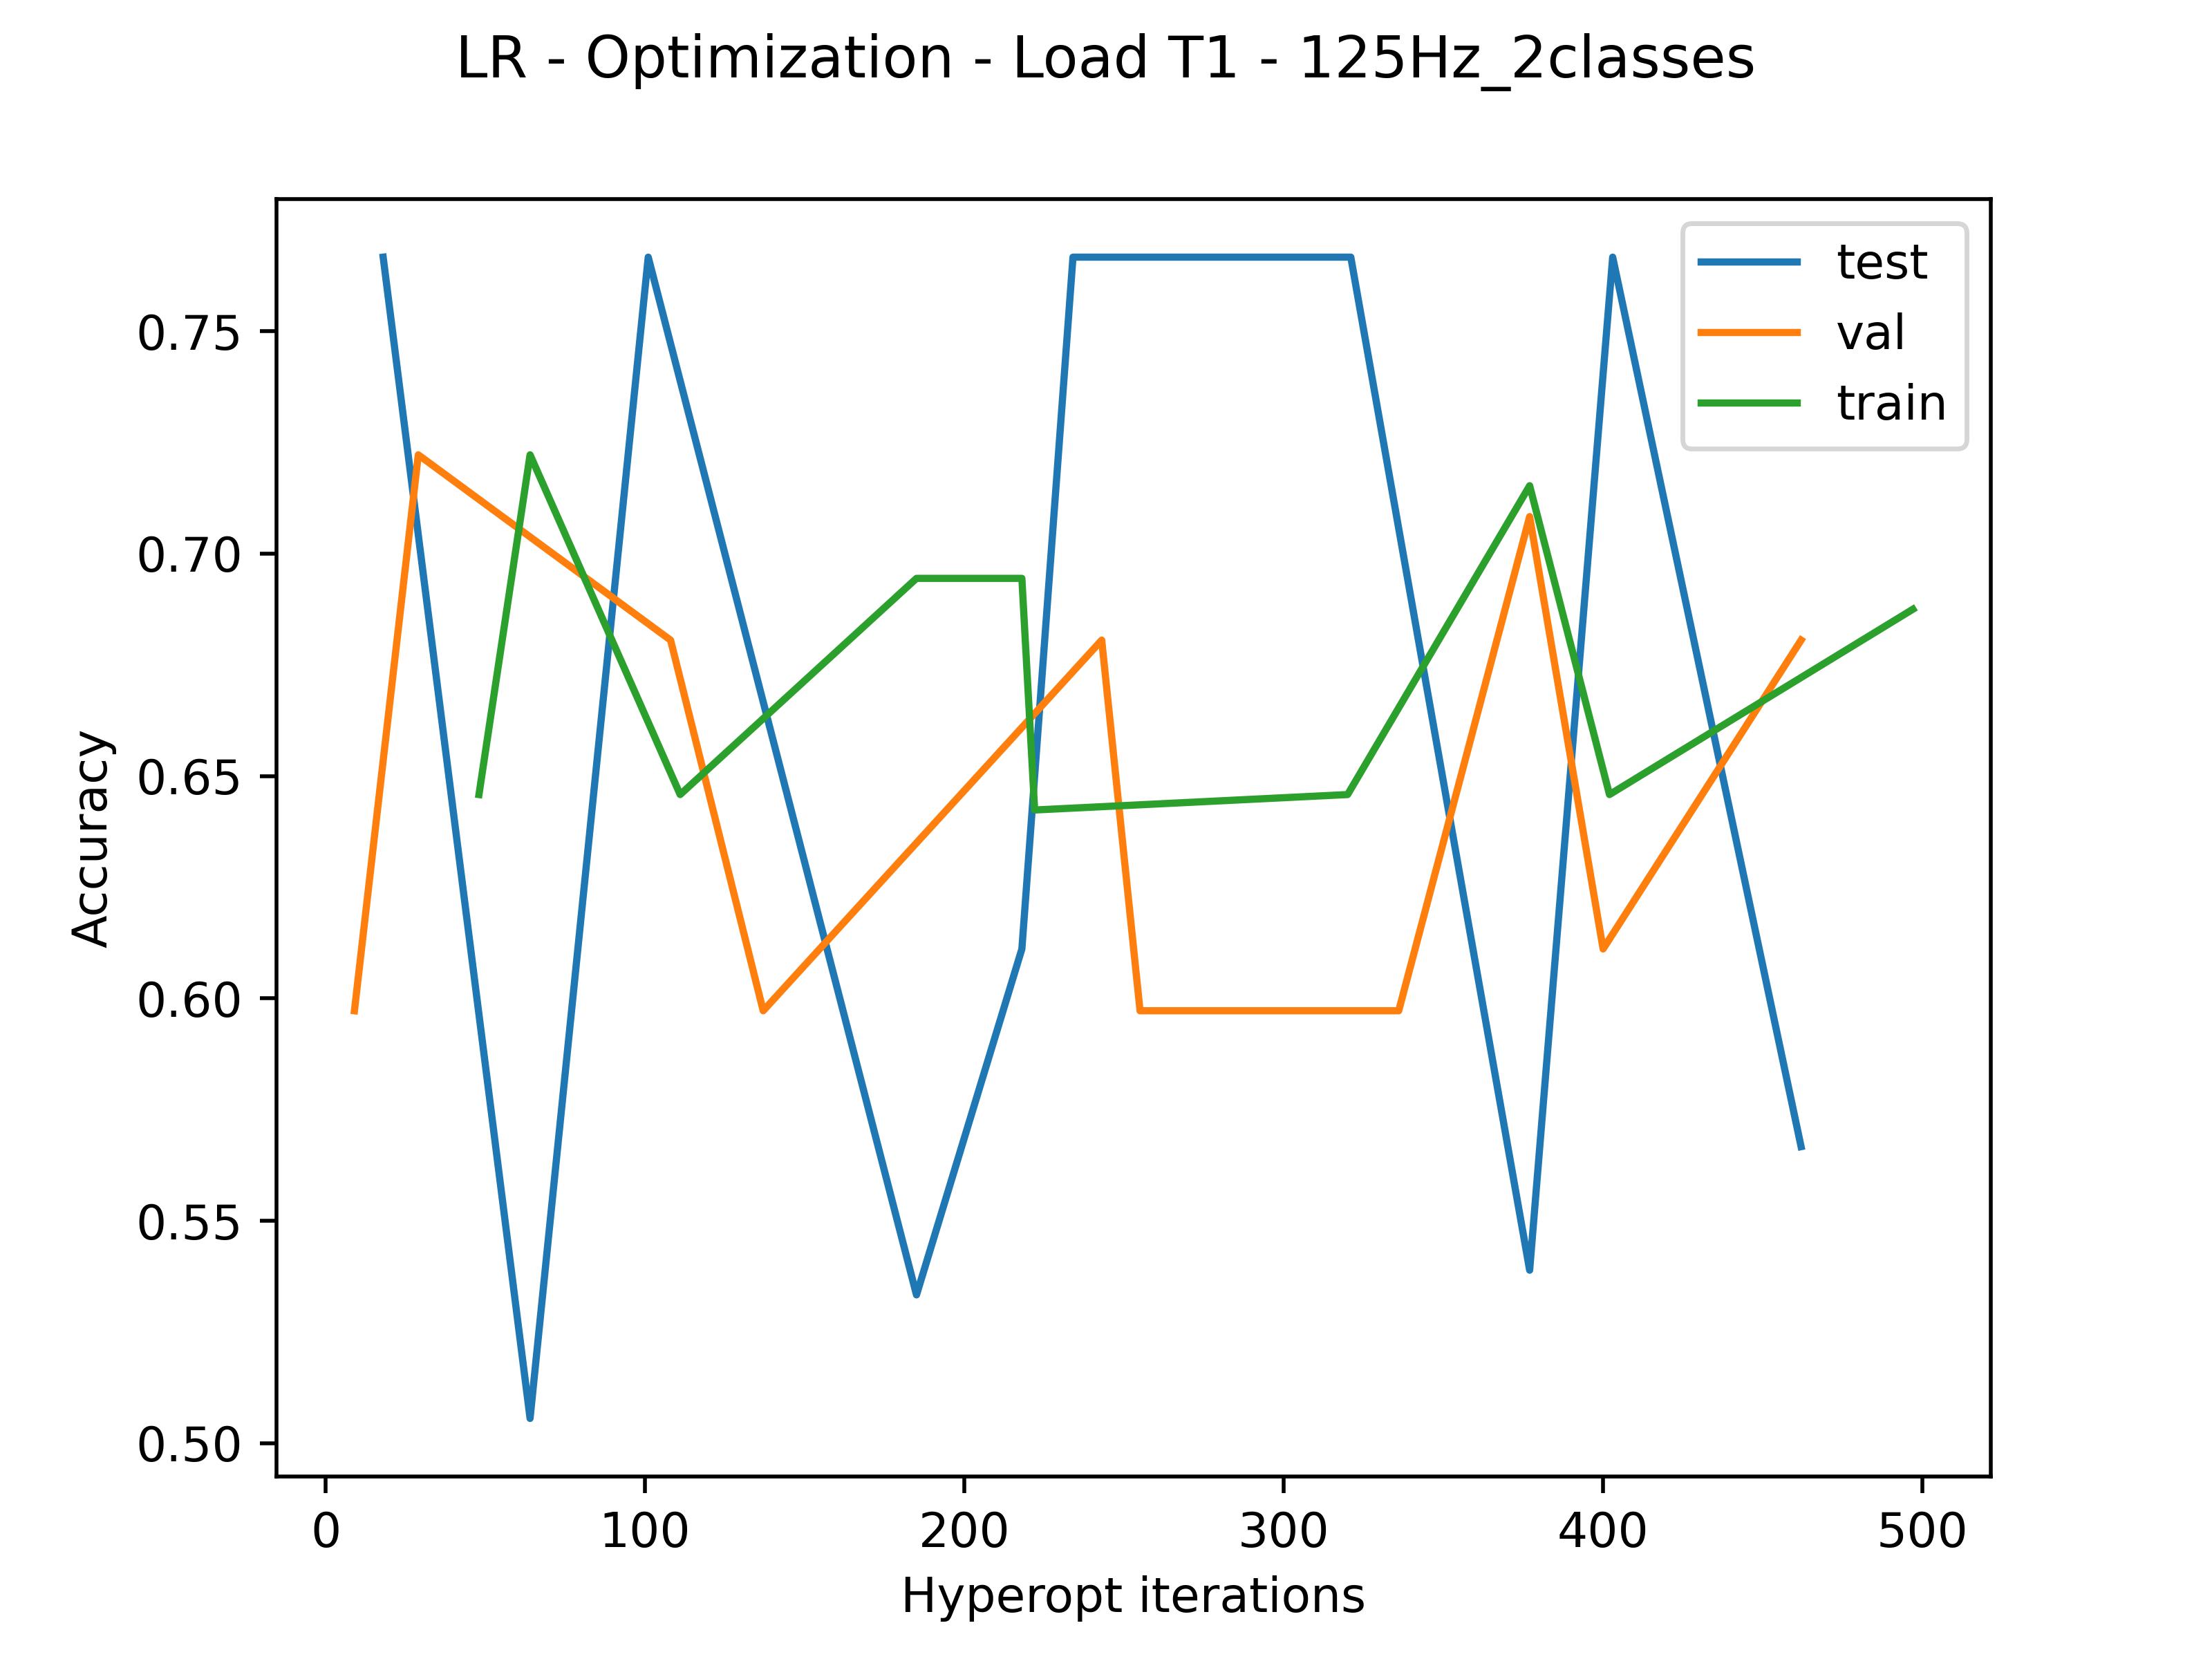 LR - Optimization - Load T1 - 125Hz_2classes
test
val
train
Accuracy
0.75
0.70
0.65
0.60
0.55
0.50
0
100
200
300
400
500
Hyperopt iterations